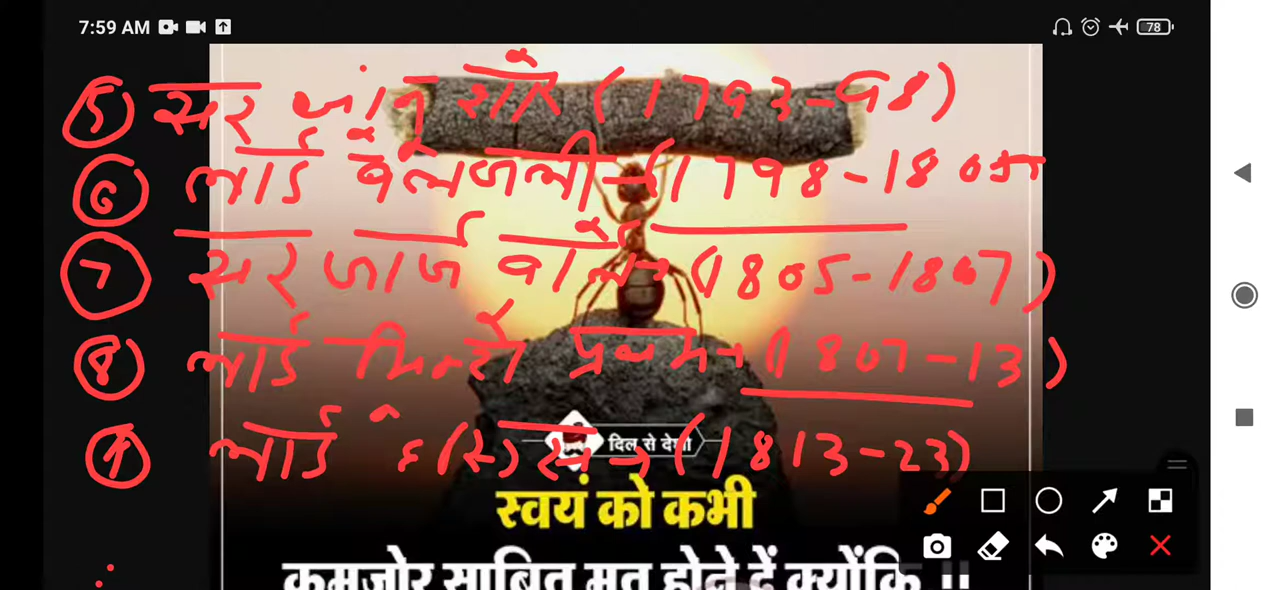 7:59 AM
78
⑤ सर जॉन शोर (1793-98)
⑥ लार्ड वेलेजली - (1798-1805
⑦ सर जार्ज वार्लो → (1805-1807)
⑧ लार्ड मिन्टो प्रथम → (1807-13)
⑨ लार्ड हेस्टिंग्स → (1813-23)
दिल से देखो
स्वयं को कभी
कमजोर साबित मत होने दें क्योंकि !!